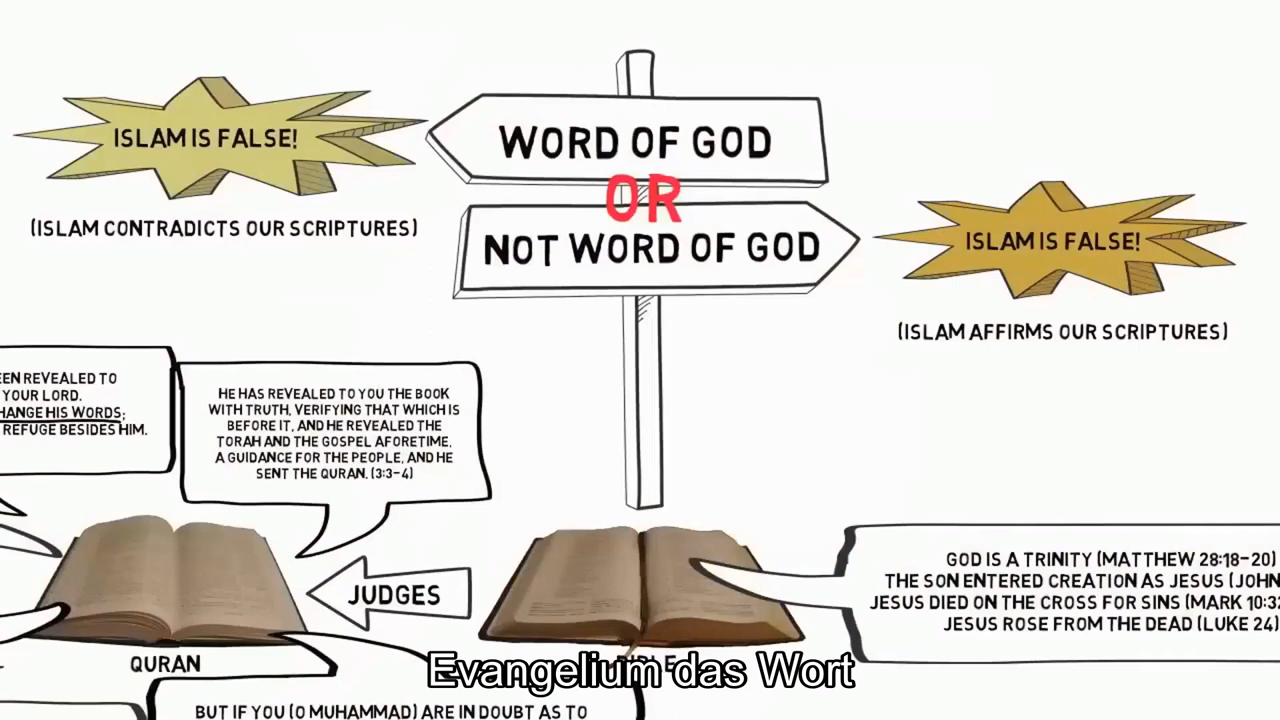 ISLAM IS FALSE!
(ISLAM CONTRADICTS OUR SCRIPTURES)
WORD OF GOD
OR
NOT WORD OF GOD
ISLAM IS FALSE!
(ISLAM AFFIRMS OUR SCRIPTURES)
REVEALED TO
YOUR LORD.
HIS WORDS;
REFUGE BESIDES HIM.
HE HAS REVEALED TO YOU THE BOOK
WITH TRUTH, VERIFYING THAT WHICH IS
BEFORE IT, AND HE REVEALED THE
TORAH AND THE GOSPEL AFORETIME,
A GUIDANCE FOR THE PEOPLE, AND HE
SENT THE QURAN. (3:3-4)
JUDGES
QURAN
GOD IS A TRINITY (MATTHEW 28:18-20)
THE SON ENTERED CREATION AS JESUS (JOHN
JESUS DIED ON THE CROSS FOR SINS (MARK
JESUS ROSE FROM THE DEAD (LUKE 24)
Evangelium das Wort
BUT IF YOU (O MUHAMMAD) ARE IN DOUBT AS TO